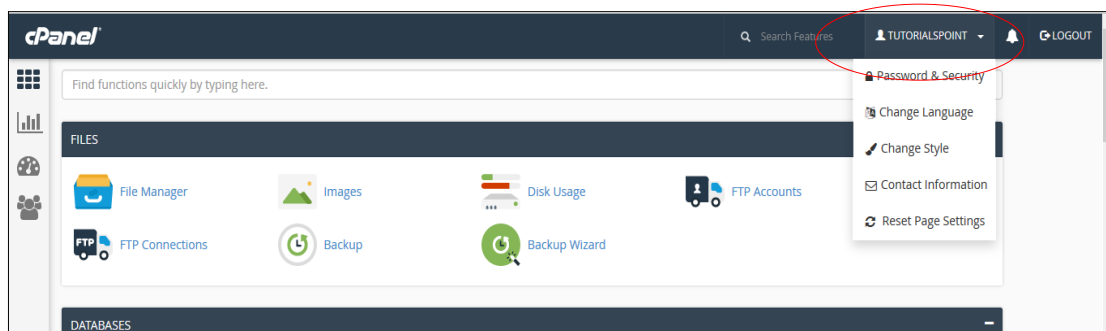 cPanel® Search Features TUTORIALSPOINT LOGOUT
Find functions quickly by typing here.
Password & Security
Change Language
Change Style
Contact Information
Reset Page Settings
FILES
File Manager Images Disk Usage FTP Accounts
FTP FTP Connections Backup Backup Wizard
DATABASES